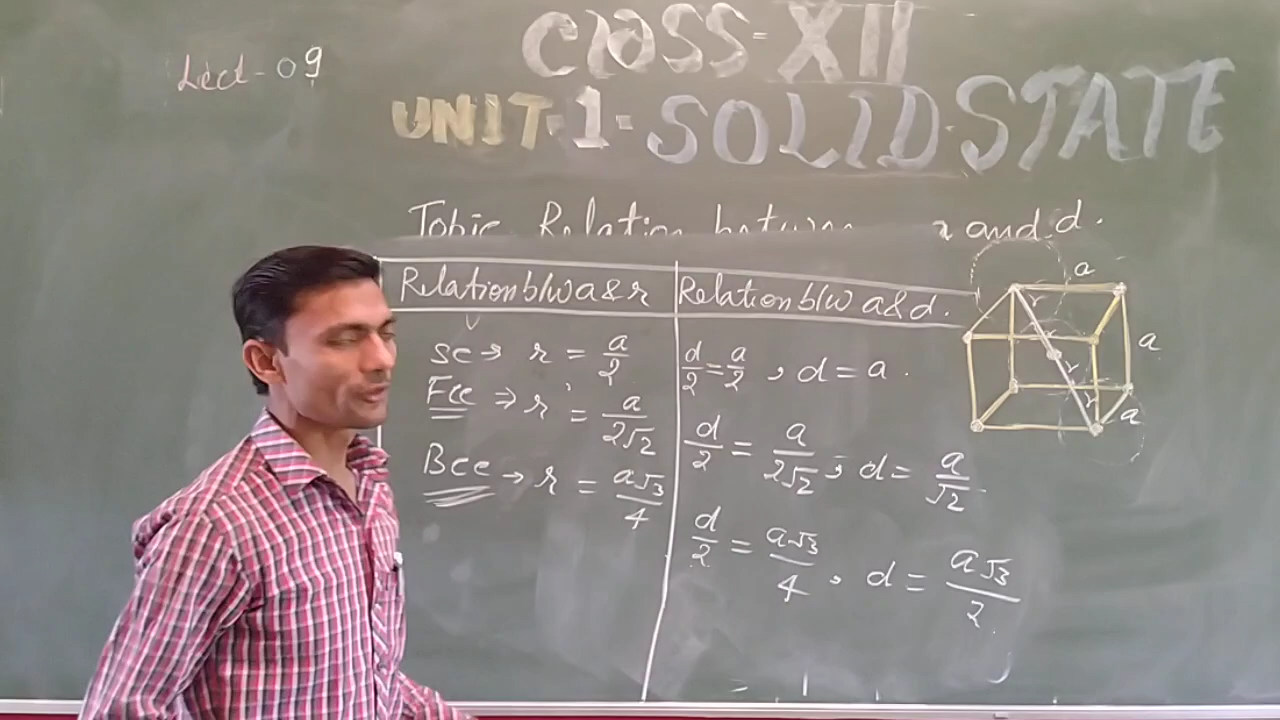 Lect-09
CLASS-XII
UNIT-1-SOLID STATE
Topic Relation between and d.
Relation b/w a & r
Relation b/w a & d.
SC → r = a/2
d/2 = a/2 , d = a .
Fcc ⇒ r = a/2√2
d/2 = a/2√2 , d = a/√2
Bcc → r = a√3/4
d/2 = a√3/4 , d = a√3/2
a
r
a
r
a